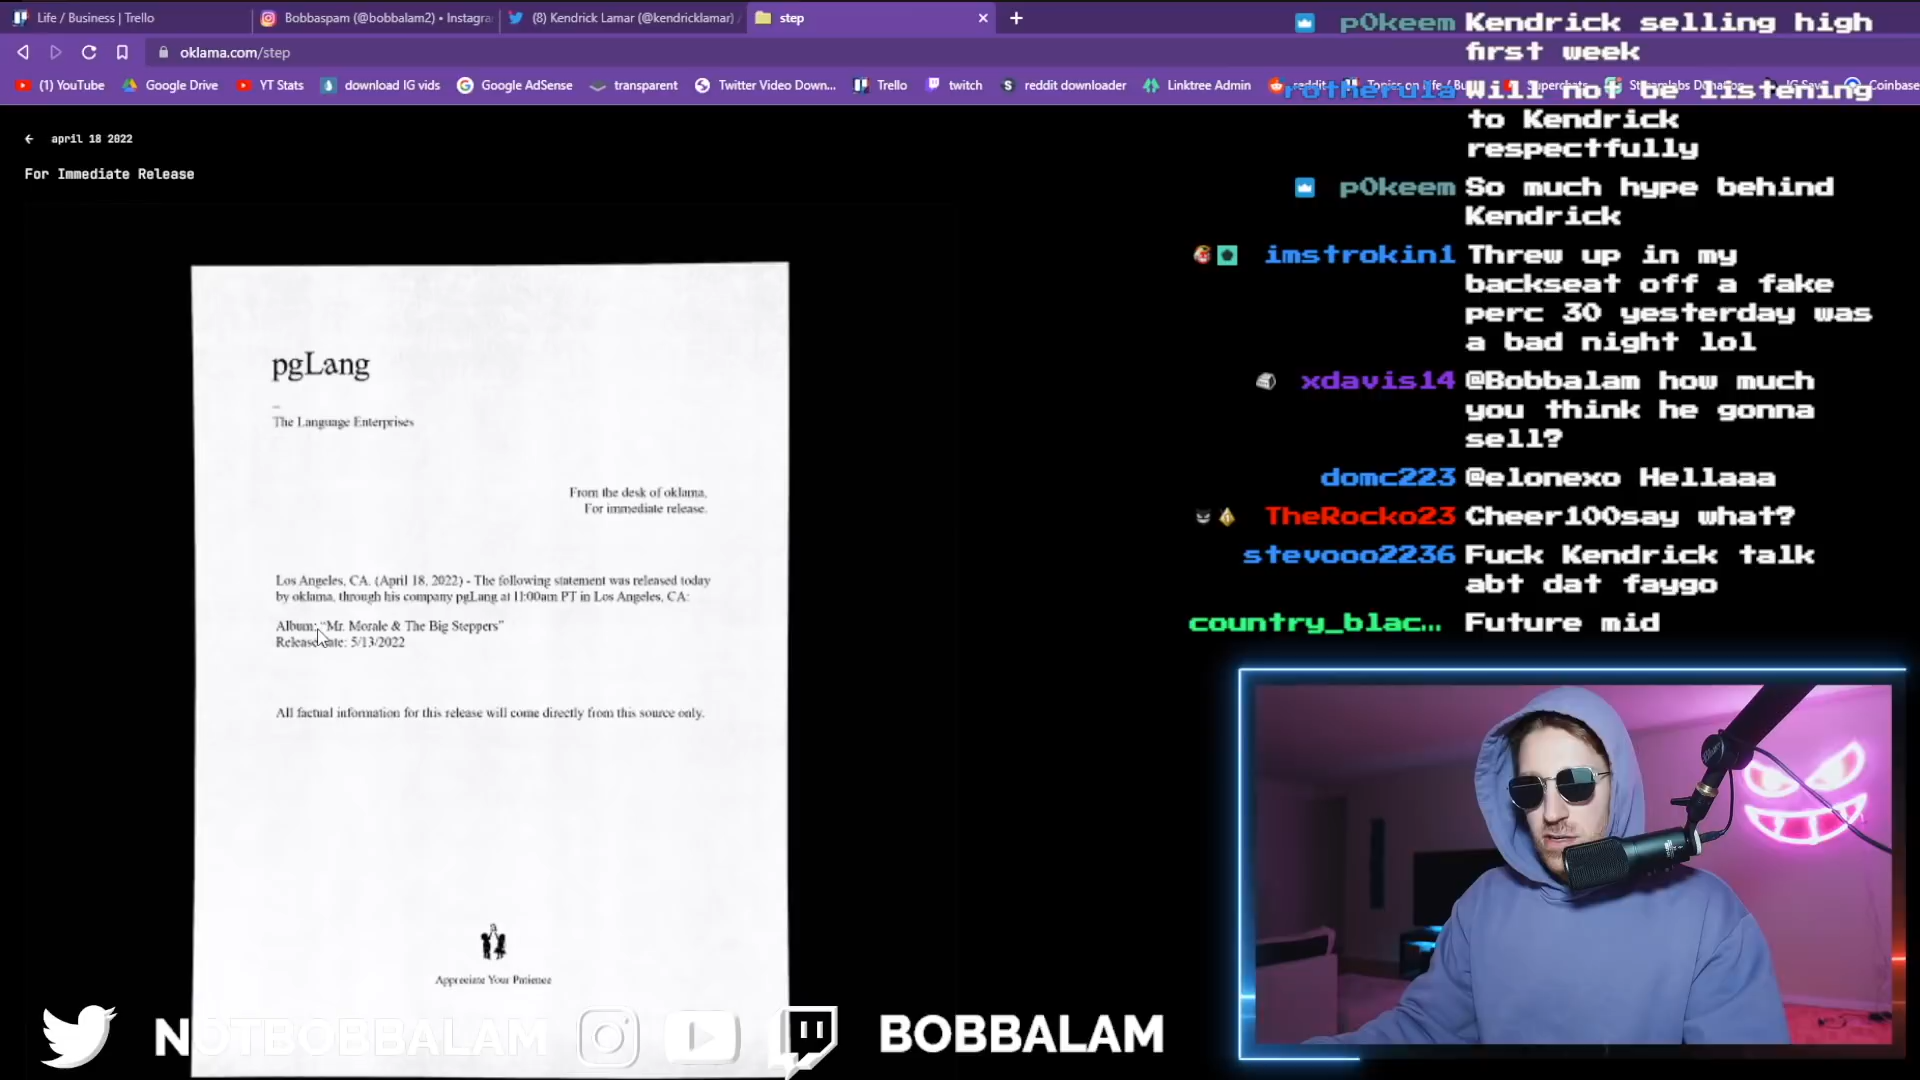 Life / Business | Trello
Bobbaspam (@bobbalam2) • Instagra
(8) Kendrick Lamar (@kendricklamar) /
step
oklama.com/step
(1) YouTube
Google Drive
YT Stats
download IG vids
Google AdSense
transparent
Twitter Video Down...
Trello
twitch
reddit downloader
Linktree Admin
reddit
Coinbase
← april 18 2022
For Immediate Release
pgLang
–
The Language Enterprises
From the desk of oklama,
For immediate release.
Los Angeles, CA. (April 18, 2022) - The following statement was released today
by oklama, through his company pgLang at 11:00am PT in Los Angeles, CA:
Album: “Mr. Morale & The Big Steppers”
Release Date: 5/13/2022
All factual information for this release will come directly from this source only.
Appreciate Your Patience
p0keem Kendrick selling high
first week
rotherula Will not be listening
to Kendrick
respectfully
p0keem So much hype behind
Kendrick
imstrokin1 Threw up in my
backseat off a fake
perc 30 yesterday was
a bad night lol
xdavis14 @Bobbalam how much
you think he gonna
sell?
domc223 @elonexo Hellaaa
TheRocko23 Cheer100say what?
stevooo2236 Fuck Kendrick talk
abt dat faygo
country_blac... Future mid
NOTBOBBALAM
BOBBALAM